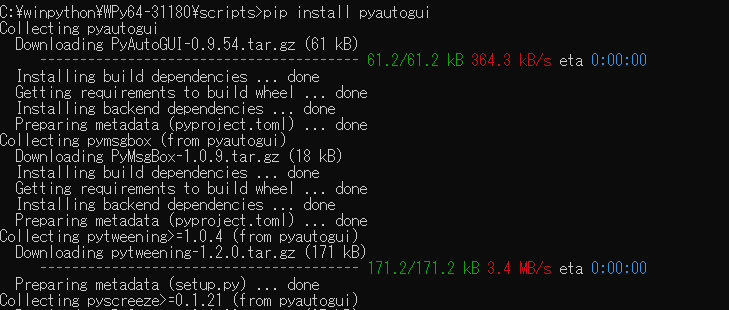 C:¥winpython¥WPy64-31180¥scripts>pip install pyautogui
Collecting pyautogui
Downloading PyAutoGUI-0.9.54.tar.gz (61 kB)
---------------------------------------- 61.2/61.2 kB 364.3 kB/s eta 0:00:00
Installing build dependencies ... done
Getting requirements to build wheel ... done
Installing backend dependencies ... done
Preparing metadata (pyproject.toml) ... done
Collecting pymsgbox (from pyautogui)
Downloading PyMsgBox-1.0.9.tar.gz (18 kB)
Installing build dependencies ... done
Getting requirements to build wheel ... done
Installing backend dependencies ... done
Preparing metadata (pyproject.toml) ... done
Collecting pytweening>=1.0.4 (from pyautogui)
Downloading pytweening-1.2.0.tar.gz (171 kB)
---------------------------------------- 171.2/171.2 kB 3.4 MB/s eta 0:00:00
Preparing metadata (setup.py) ... done
Collecting pyscreeze>=0.1.21 (from pyautogui)